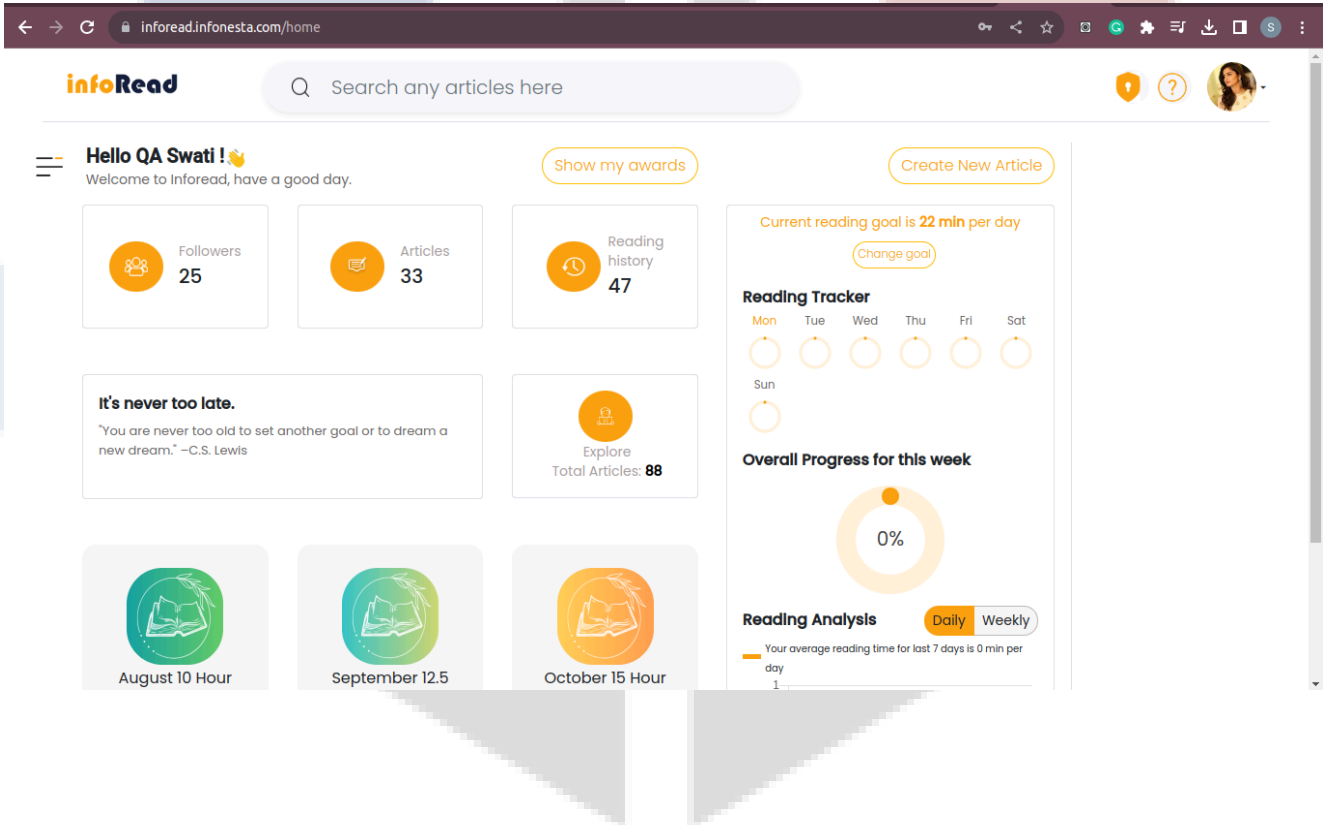 inforead.infonesta.com/home
S
infoRead
Search any articles here
?
Hello QA Swati !👋
Welcome to Inforead, have a good day.
Show my awards
Create New Article
Followers
25
Articles
33
Reading
history
47
Current reading goal is 22 min per day
Change goal
Reading Tracker
Mon Tue Wed Thu Fri Sat
Sun
It's never too late.
"You are never too old to set another goal or to dream a
new dream." –C.S. Lewis
Explore
Total Articles: 88
Overall Progress for this week
0%
August 10 Hour
September 12.5
October 15 Hour
Reading Analysis
Daily Weekly
Your average reading time for last 7 days is 0 min per
day
1